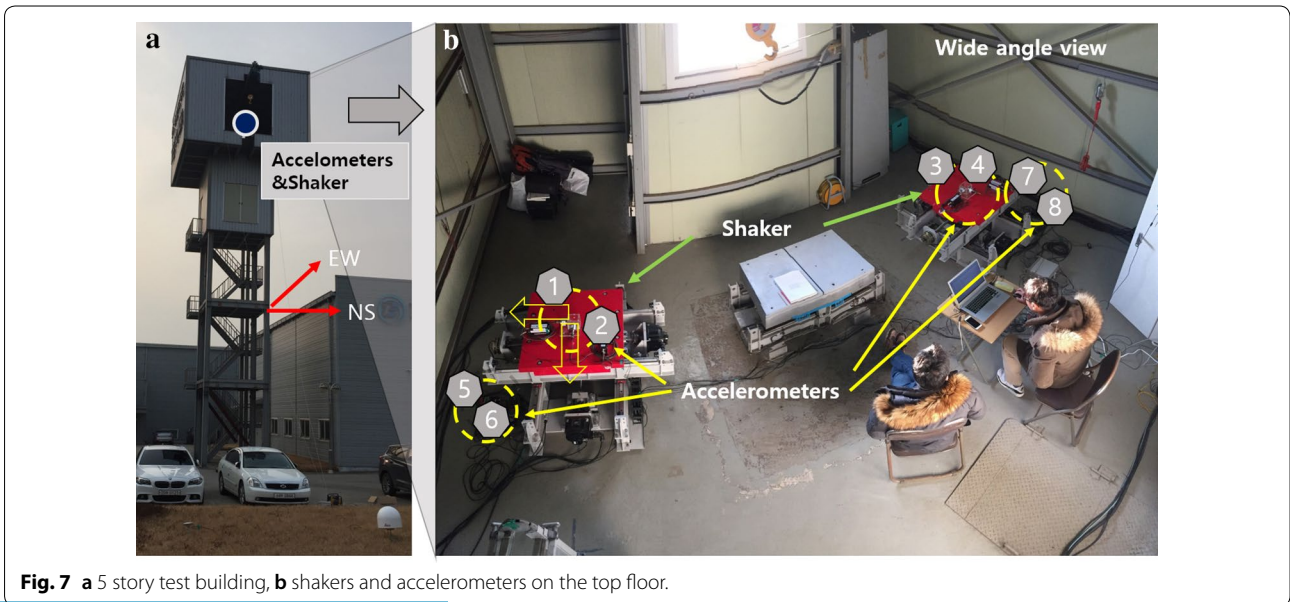 a
Accelometers
&Shaker
EW
NS
b
Wide angle view
3
4
7
8
Shaker
1
2
Accelerometers
5
6
Fig. 7 a 5 story test building, b shakers and accelerometers on the top floor.